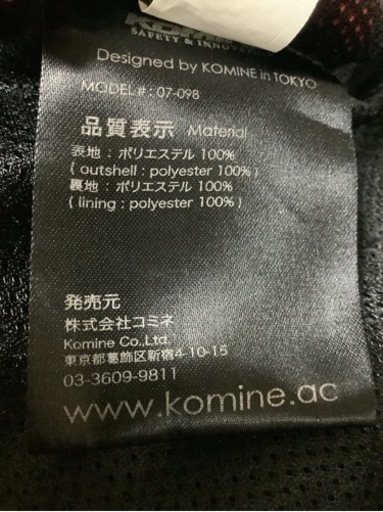 KOMINE
SAFETY & INNOV
Designed by KOMINE in TOKYO
MODEL#: 07-098
品質表示 Material
表地：ポリエステル 100%
( outshell : polyester 100% )
裏地：ポリエステル 100%
( lining : polyester 100% )
発売元
株式会社コミネ
Komine Co.,Ltd.
東京都葛飾区新宿4-10-15
03-3609-9811
www.komine.ac